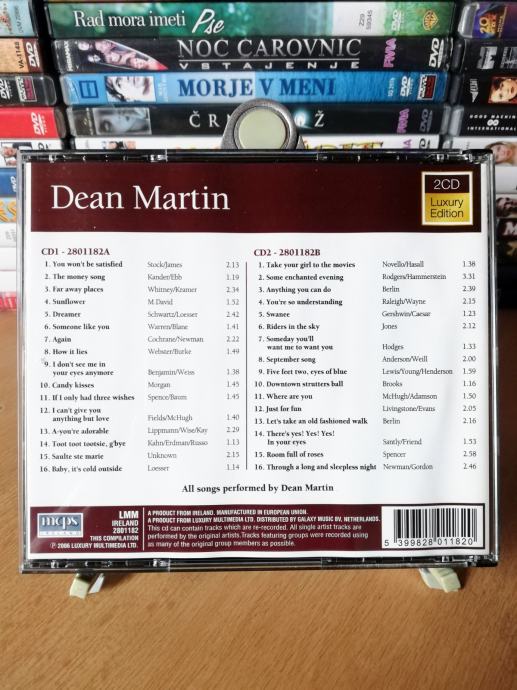 Rad mora imeti Pse
NOC CAROVNIC
VSTAJENJE
MORJE V MENI
Dean Martin
2CD
Luxury
Edition
CD1 - 2801182A
1. You won't be satisfied Stock/James 2.13
2. The money song Kander/Ebb 1.19
3. Far away places Whitney/Kramer 2.34
4. Sunflower M.David 1.52
5. Dreamer Schwartz/Loesser 2.42
6. Someone like you Warren/Blane 1.41
7. Again Cochrane/Newman 2.22
8. How it lies Webster/Burke 1.49
9. I don't see me in
your eyes anymore Benjamin/Weiss 1.38
10. Candy kisses Morgan 1.45
11. If I only had three wishes Spence/Baum 1.45
12. I can't give you
anything but love Fields/McHugh 1.40
13. A-you're adorable Lippmann/Wise/Kay 2.29
14. Toot toot tootsie, g'bye Kahn/Erdman/Russo 1.13
15. Saulte ste marie Unknown 2.15
16. Baby, it's cold outside Loesser 1.14
CD2 - 2801182B
1. Take your girl to the movies Novello/Hasall 1.38
2. Some enchanted evening Rodgers/Hammerstein 3.31
3. Anything you can do Berlin 2.39
4. You're so understanding Raleigh/Wayne 2.15
5. Swanee Gershwin/Caesar 1.23
6. Riders in the sky Jones 2.12
7. Someday you'll
want me to want you Hodges 1.33
8. September song Anderson/Weill 2.00
9. Five feet two, eyes of blue Lewis/Young/Henderson 1.59
10. Downtown strutters ball Brooks 1.16
11. Where are you McHugh/Adamson 1.50
12. Just for fun Livingstone/Evans 2.05
13. Let's take an old fashioned walk Berlin 2.16
14. There's yes! Yes! Yes!
In your eyes Santly/Friend 1.53
15. Room full of roses Spencer 2.58
16. Through a long and sleepless night Newman/Gordon 2.46
All songs performed by Dean Martin
mcps
IRELAND
LMM
IRELAND
2801182
THIS COMPILATION
℗ 2006 LUXURY MULTIMEDIA LTD.
A PRODUCT FROM IRELAND. MANUFACTURED IN EUROPEAN UNION.
A PRODUCT FROM LUXURY MULTIMEDIA LTD. DISTRIBUTED BY GALAXY MUSIC BV, NETHERLANDS.
This cd can contain tracks which are re-recorded. All single artist tracks are
performed by the original artists.Tracks featuring groups were recorded using
as many of the original group members as possible.
5 399828 011820